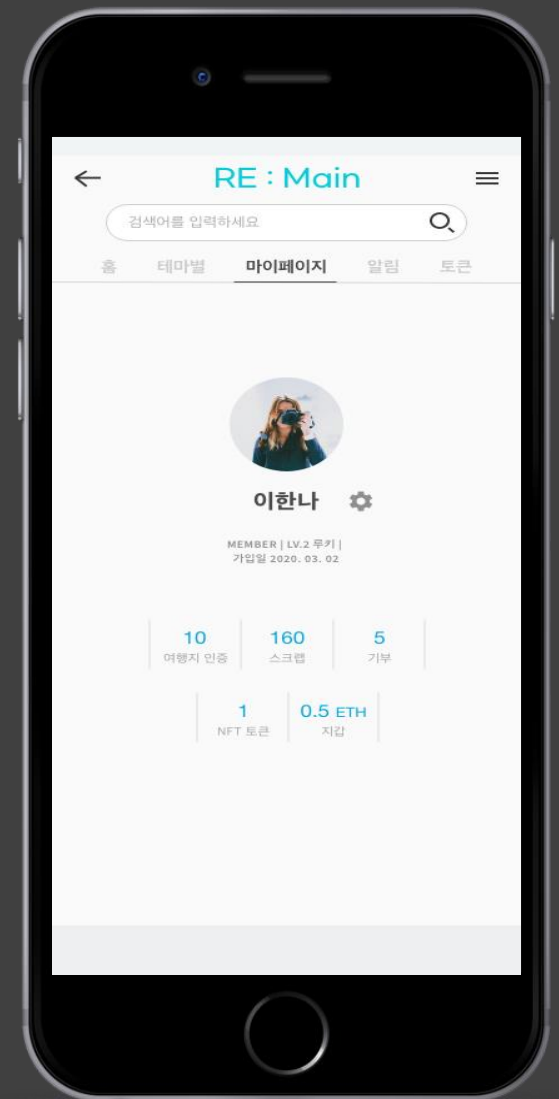 RE : Main
검색어를 입력하세요
홈 테마별 마이페이지 알림 토큰
이한나
MEMBER | LV.2 루키 |
가입일 2020. 03. 02
10 160 5
여행지 인증 스크랩 기부
1 0.5 ETH
NFT 토큰 지갑